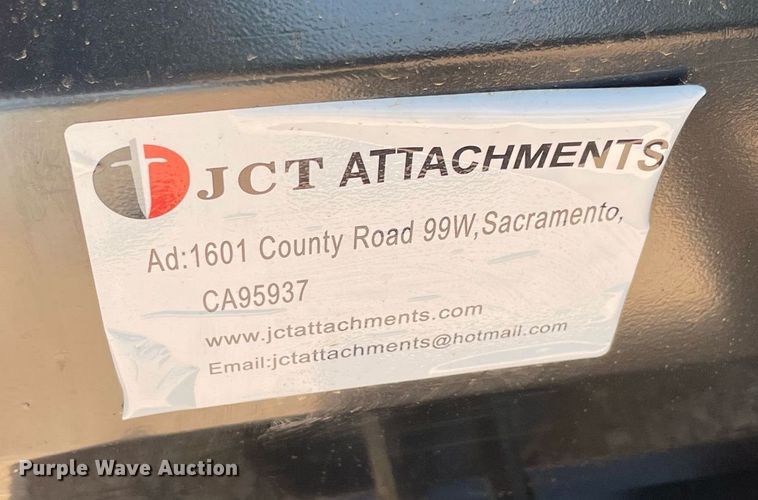 JCT ATTACHMENTS
Ad:1601 County Road 99W,Sacramento,
CA95937
www.jctattachments.com
Email:jctattachments@hotmail.com
Purple Wave Auction